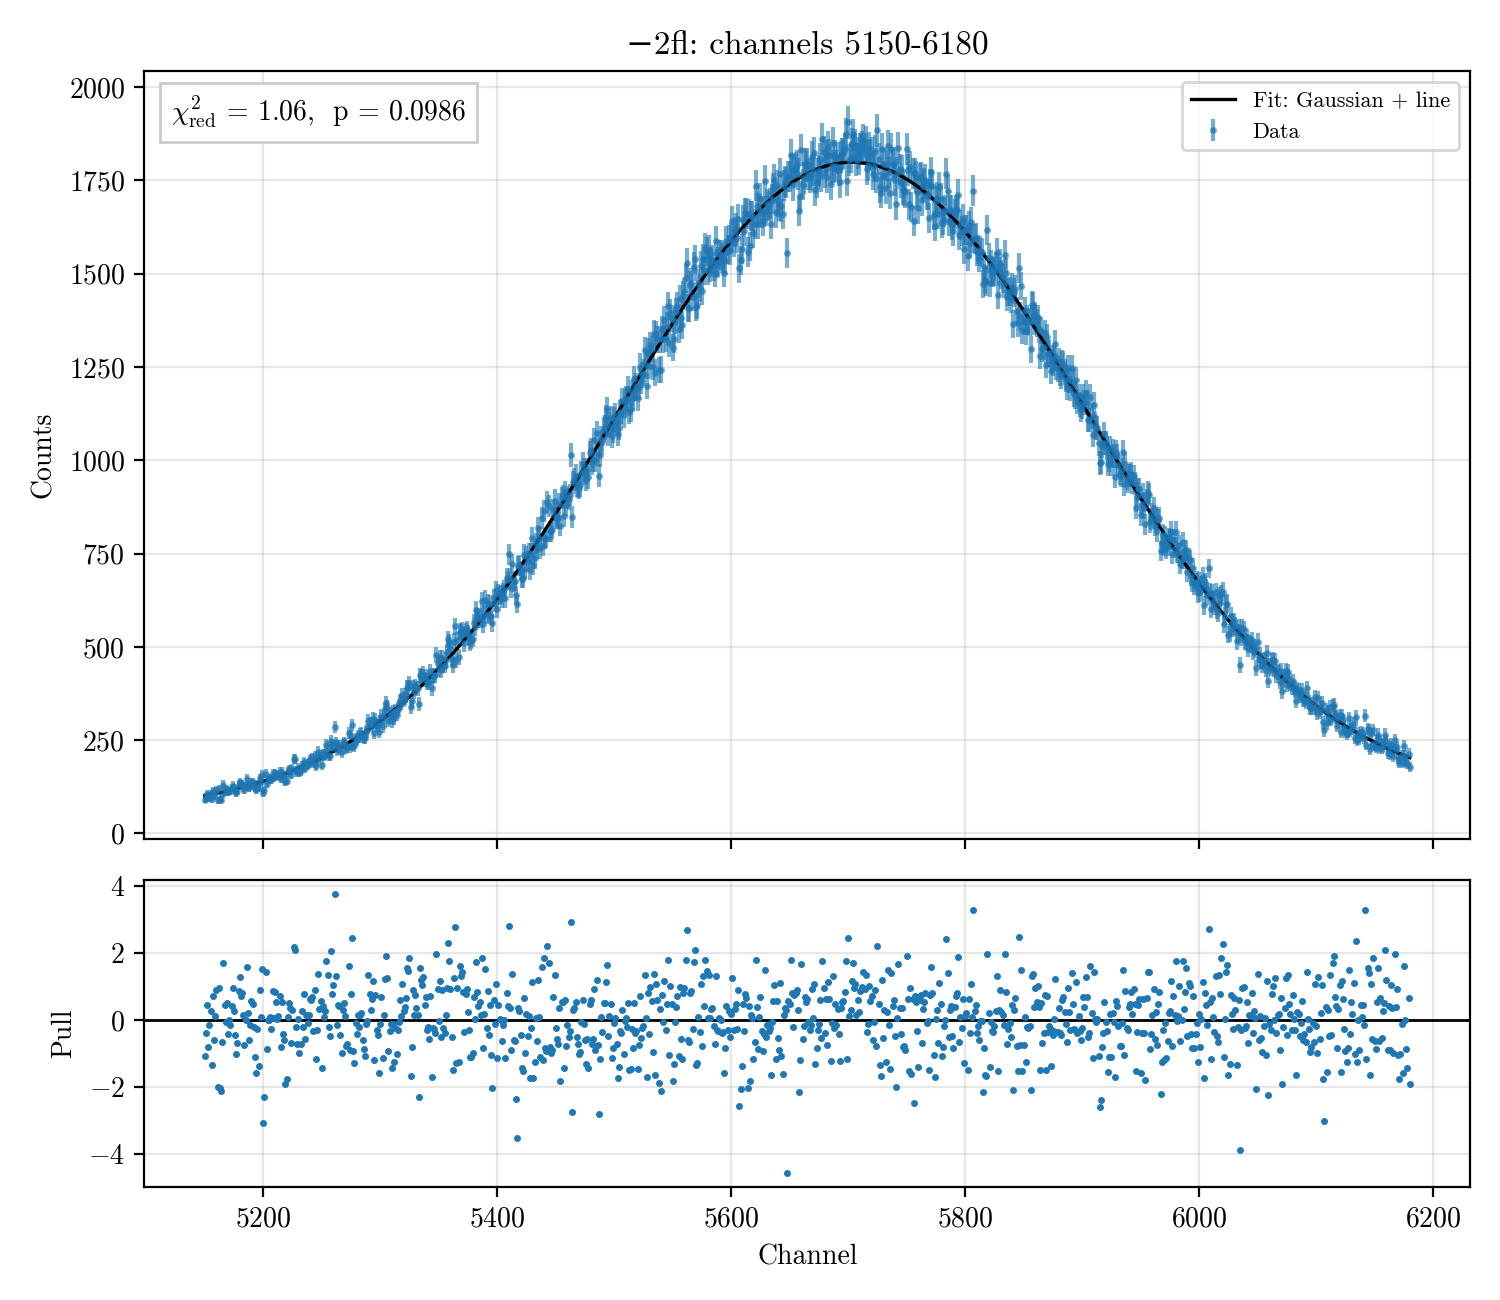 −2fl: channels 5150-6180
χ²red = 1.06, p = 0.0986
Fit: Gaussian + line
Data
2000
1750
1500
1250
1000
750
500
250
0
Counts
4
2
0
−2
−4
Pull
5200 5400 5600 5800 6000 6200
Channel